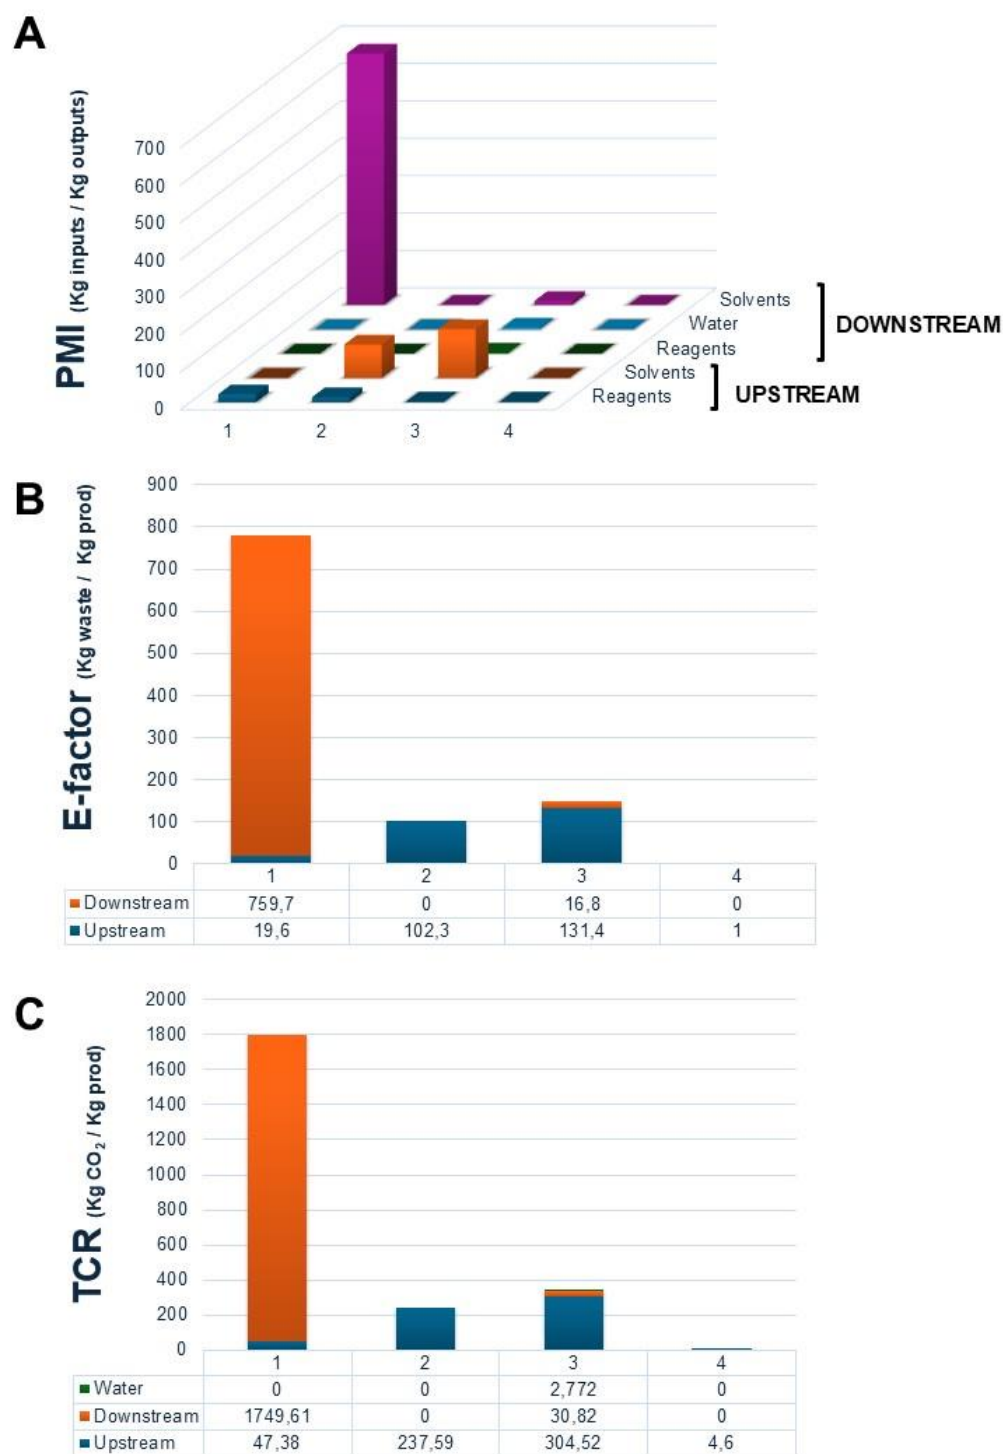 A
PMI (Kg inputs / Kg outputs)
700
600
500
400
300
200
100
0
Solvents
Water
Reagents
DOWNSTREAM
Solvents
Reagents
UPSTREAM
1 2 3 4
B
E-factor (Kg waste / Kg prod)
900
800
700
600
500
400
300
200
100
0
1 2 3 4
Downstream 759,7 0 16,8 0
Upstream 19,6 102,3 131,4 1
C
TCR (Kg CO₂ / Kg prod)
2000
1800
1600
1400
1200
1000
800
600
400
200
0
1 2 3 4
Water 0 0 2,772 0
Downstream 1749,61 0 30,82 0
Upstream 47,38 237,59 304,52 4,6